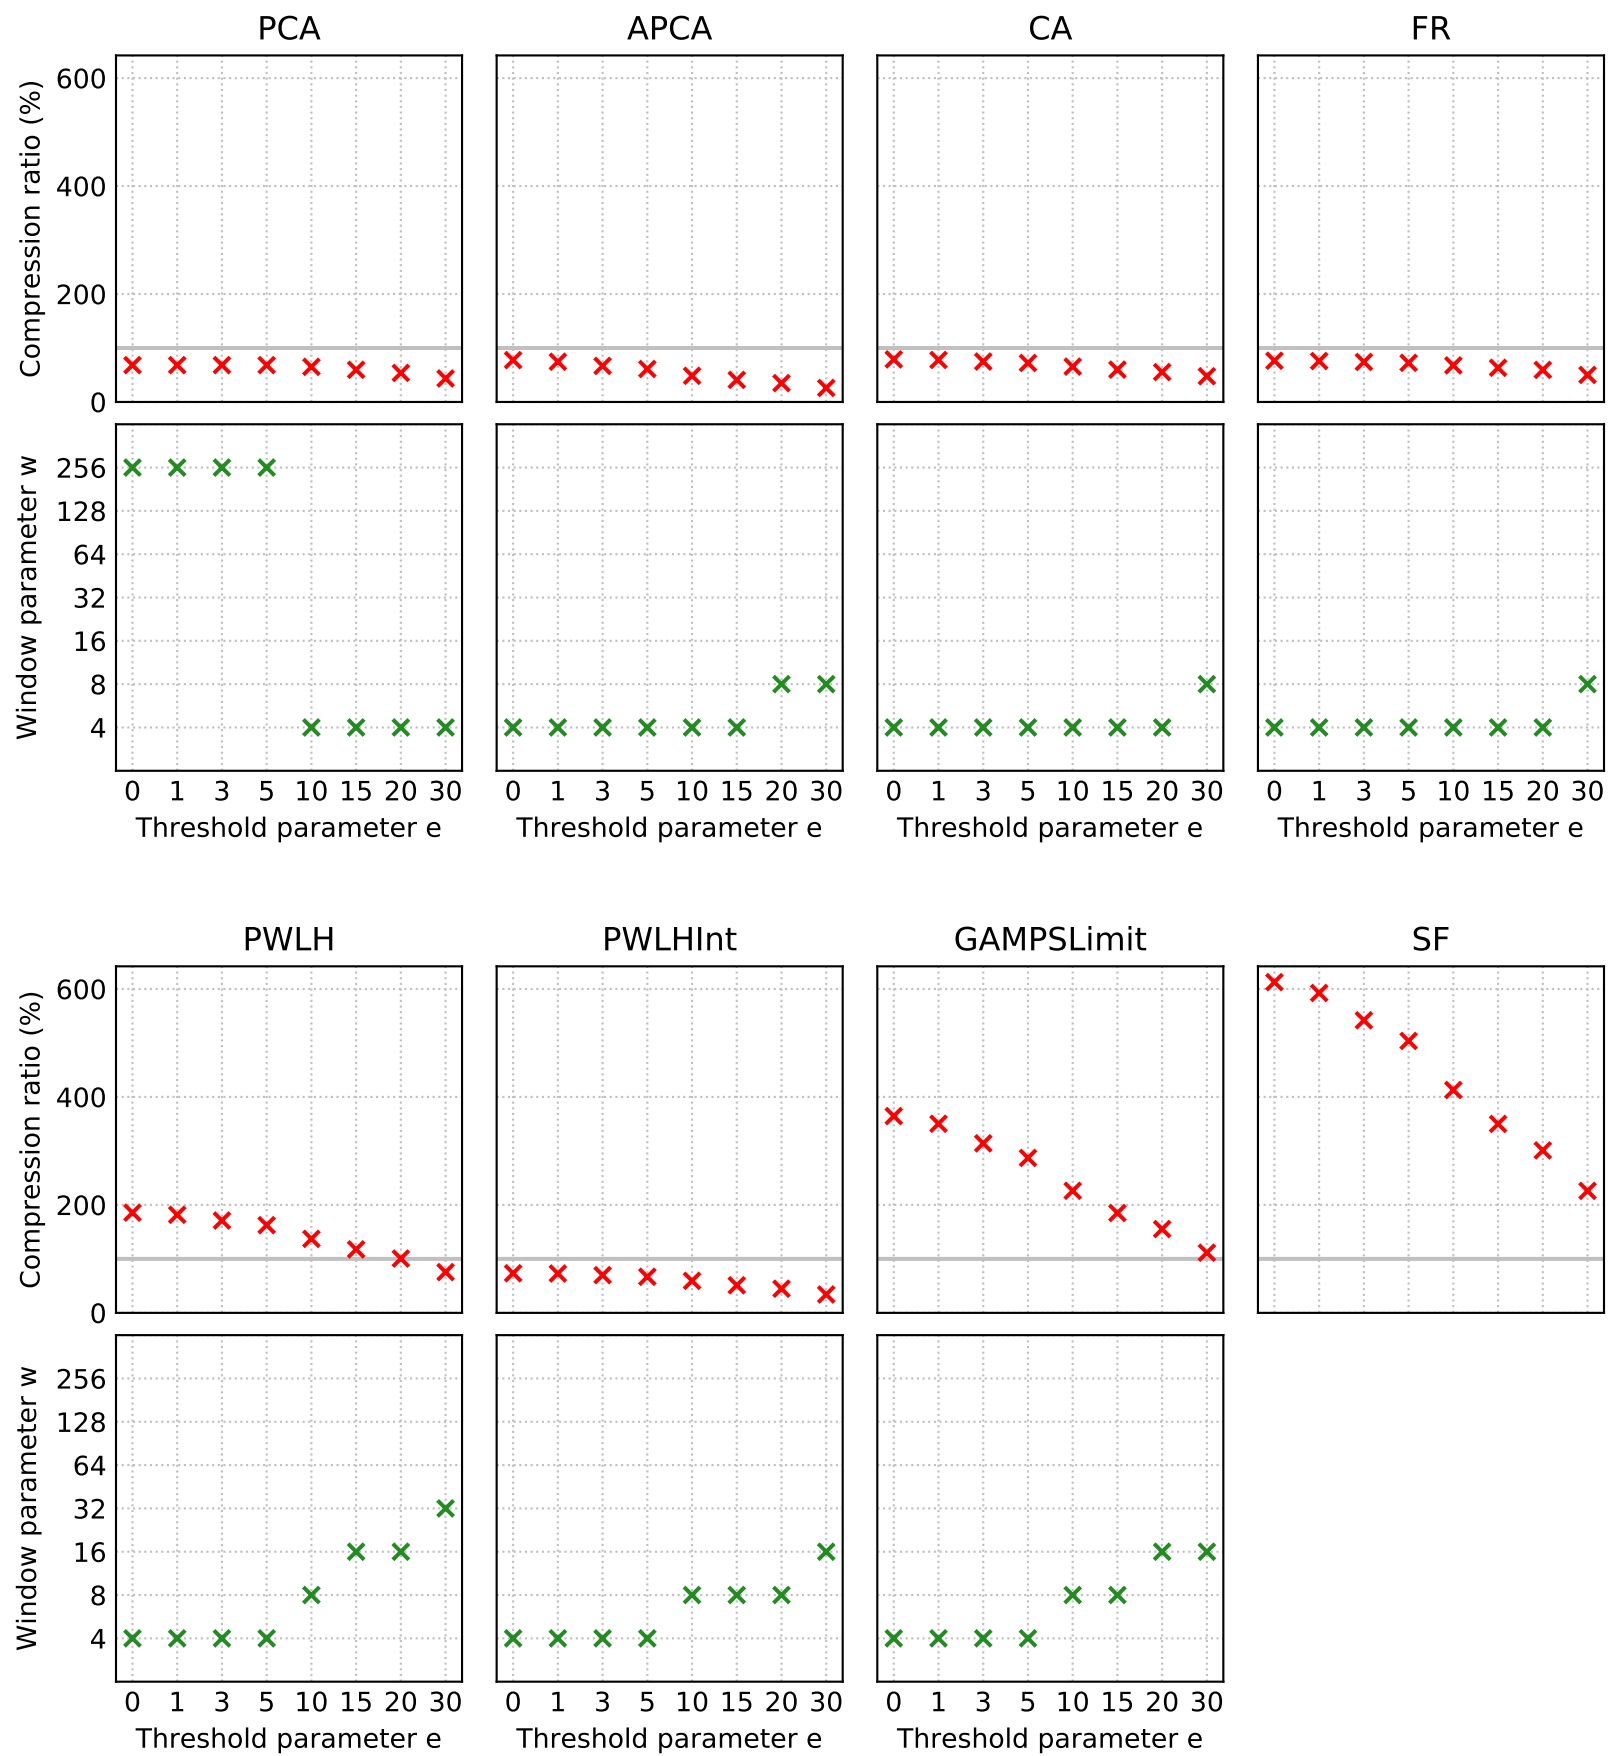 PCA APCA CA FR
Compression ratio (%)
600
400
200
0
Window parameter w
256
128
64
32
16
8
4
0 1 3 5 10 15 20 30 0 1 3 5 10 15 20 30 0 1 3 5 10 15 20 30 0 1 3 5 10 15 20 30
Threshold parameter e Threshold parameter e Threshold parameter e Threshold parameter e
PWLH PWLHInt GAMPSLimit SF
Compression ratio (%)
600
400
200
0
Window parameter w
256
128
64
32
16
8
4
0 1 3 5 10 15 20 30 0 1 3 5 10 15 20 30 0 1 3 5 10 15 20 30
Threshold parameter e Threshold parameter e Threshold parameter e